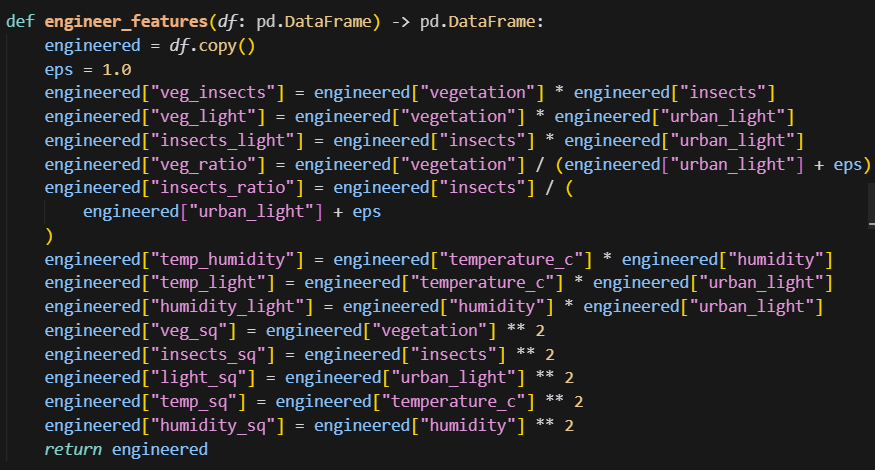 def engineer_features(df: pd.DataFrame) -> pd.DataFrame:
    engineered = df.copy()
    eps = 1.0
    engineered["veg_insects"] = engineered["vegetation"] * engineered["insects"]
    engineered["veg_light"] = engineered["vegetation"] * engineered["urban_light"]
    engineered["insects_light"] = engineered["insects"] * engineered["urban_light"]
    engineered["veg_ratio"] = engineered["vegetation"] / (engineered["urban_light"] + eps)
    engineered["insects_ratio"] = engineered["insects"] / (
        engineered["urban_light"] + eps
    )
    engineered["temp_humidity"] = engineered["temperature_c"] * engineered["humidity"]
    engineered["temp_light"] = engineered["temperature_c"] * engineered["urban_light"]
    engineered["humidity_light"] = engineered["humidity"] * engineered["urban_light"]
    engineered["veg_sq"] = engineered["vegetation"] ** 2
    engineered["insects_sq"] = engineered["insects"] ** 2
    engineered["light_sq"] = engineered["urban_light"] ** 2
    engineered["temp_sq"] = engineered["temperature_c"] ** 2
    engineered["humidity_sq"] = engineered["humidity"] ** 2
    return engineered